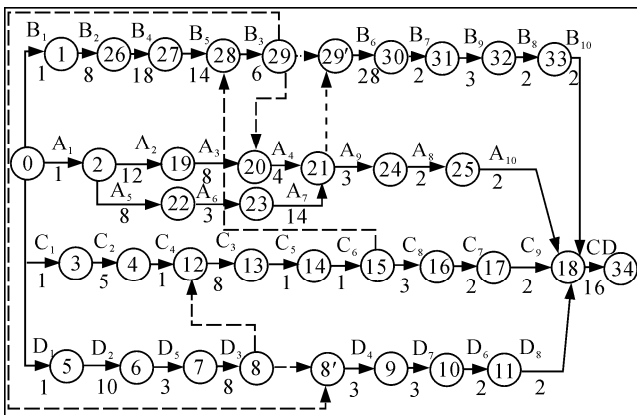 B₁ B₂ B₄ B₅ B₃ B₆ B₇ B₉ B₈ B₁₀
1 26 27 28 29 29′ 30 31 32 33
1 8 18 14 6 28 2 3 2 2
A₁ A₂ A₃ A₄ A₉ A₈ A₁₀
0 2 19 20 21 24 25
1 12 8 4 3 2 2
A₅ A₆ A₇
22 23
8 3 14
C₁ C₂ C₄ C₃ C₅ C₆ C₈ C₇ C₉ CD
3 4 12 13 14 15 16 17 18 34
1 5 1 8 1 1 3 2 2 16
D₁ D₂ D₅ D₃ D₄ D₇ D₆ D₈
5 6 7 8 8′ 9 10 11
1 10 3 8 3 3 2 2